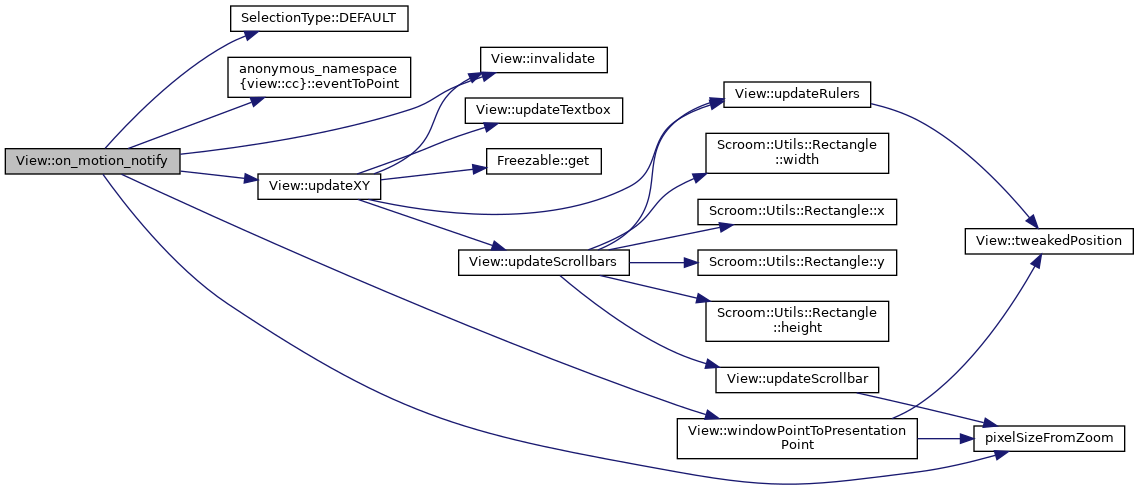 SelectionType::DEFAULT
anonymous_namespace
{view::cc}::eventToPoint
View::on_motion_notify
View::updateXY
View::invalidate
View::updateTextbox
Freezable::get
View::updateScrollbars
View::updateRulers
Scroom::Utils::Rectangle
::width
Scroom::Utils::Rectangle::x
Scroom::Utils::Rectangle::y
Scroom::Utils::Rectangle
::height
View::updateScrollbar
View::windowPointToPresentation
Point
View::tweakedPosition
pixelSizeFromZoom